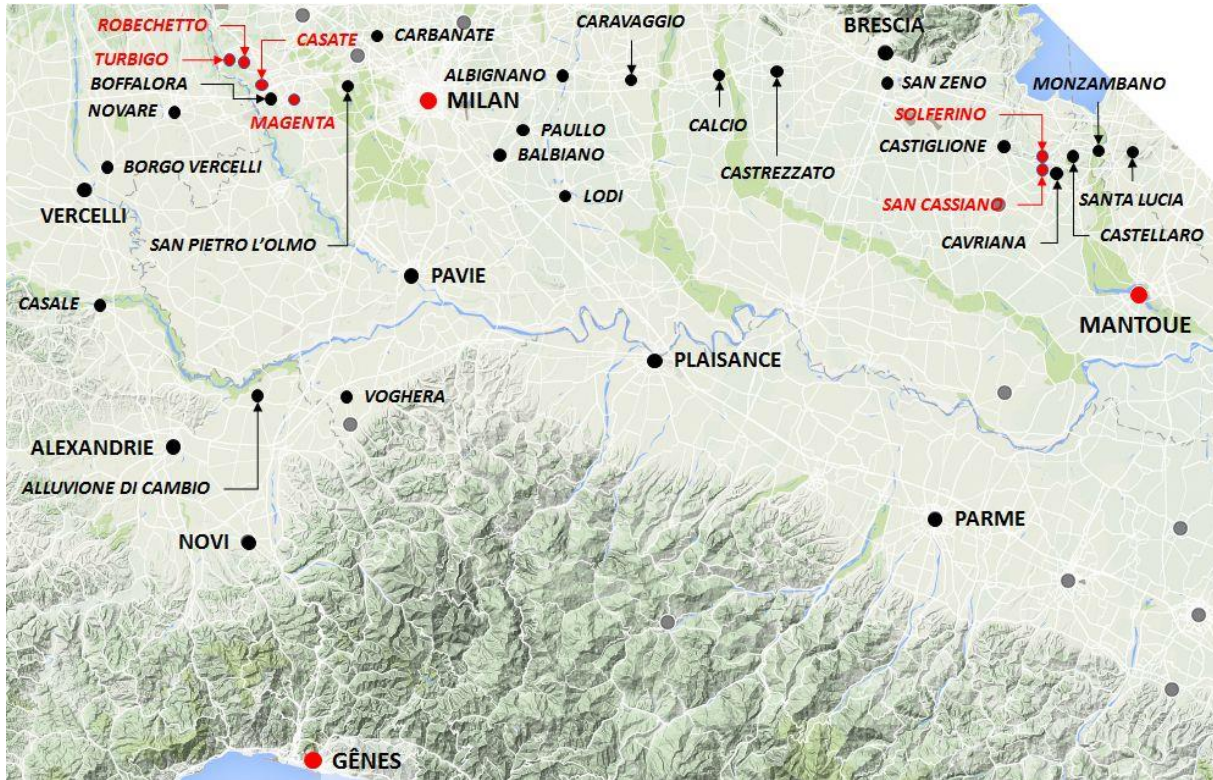 ROBECHETTO
CASATE
CARBANATE
CARAVAGGIO
BRESCIA
TURBIGO
BOFFALORA
NOVARE
MAGENTA
MILAN
ALBIGNANO
PAULLO
BALBIANO
LODI
CALCIO
CASTREZZATO
SAN ZENO
MONZAMBANO
SOLFERINO
CASTIGLIONE
BORGO VERCELLI
VERCELLI
SAN PIETRO L'OLMO
SAN CASSIANO
SANTA LUCIA
CAVRIANA
CASTELLARO
PAVIE
CASALE
MANTOUE
PLAISANCE
VOGHERA
ALEXANDRIE
ALLUVIONE DI CAMBIO
NOVI
PARME
GÊNES